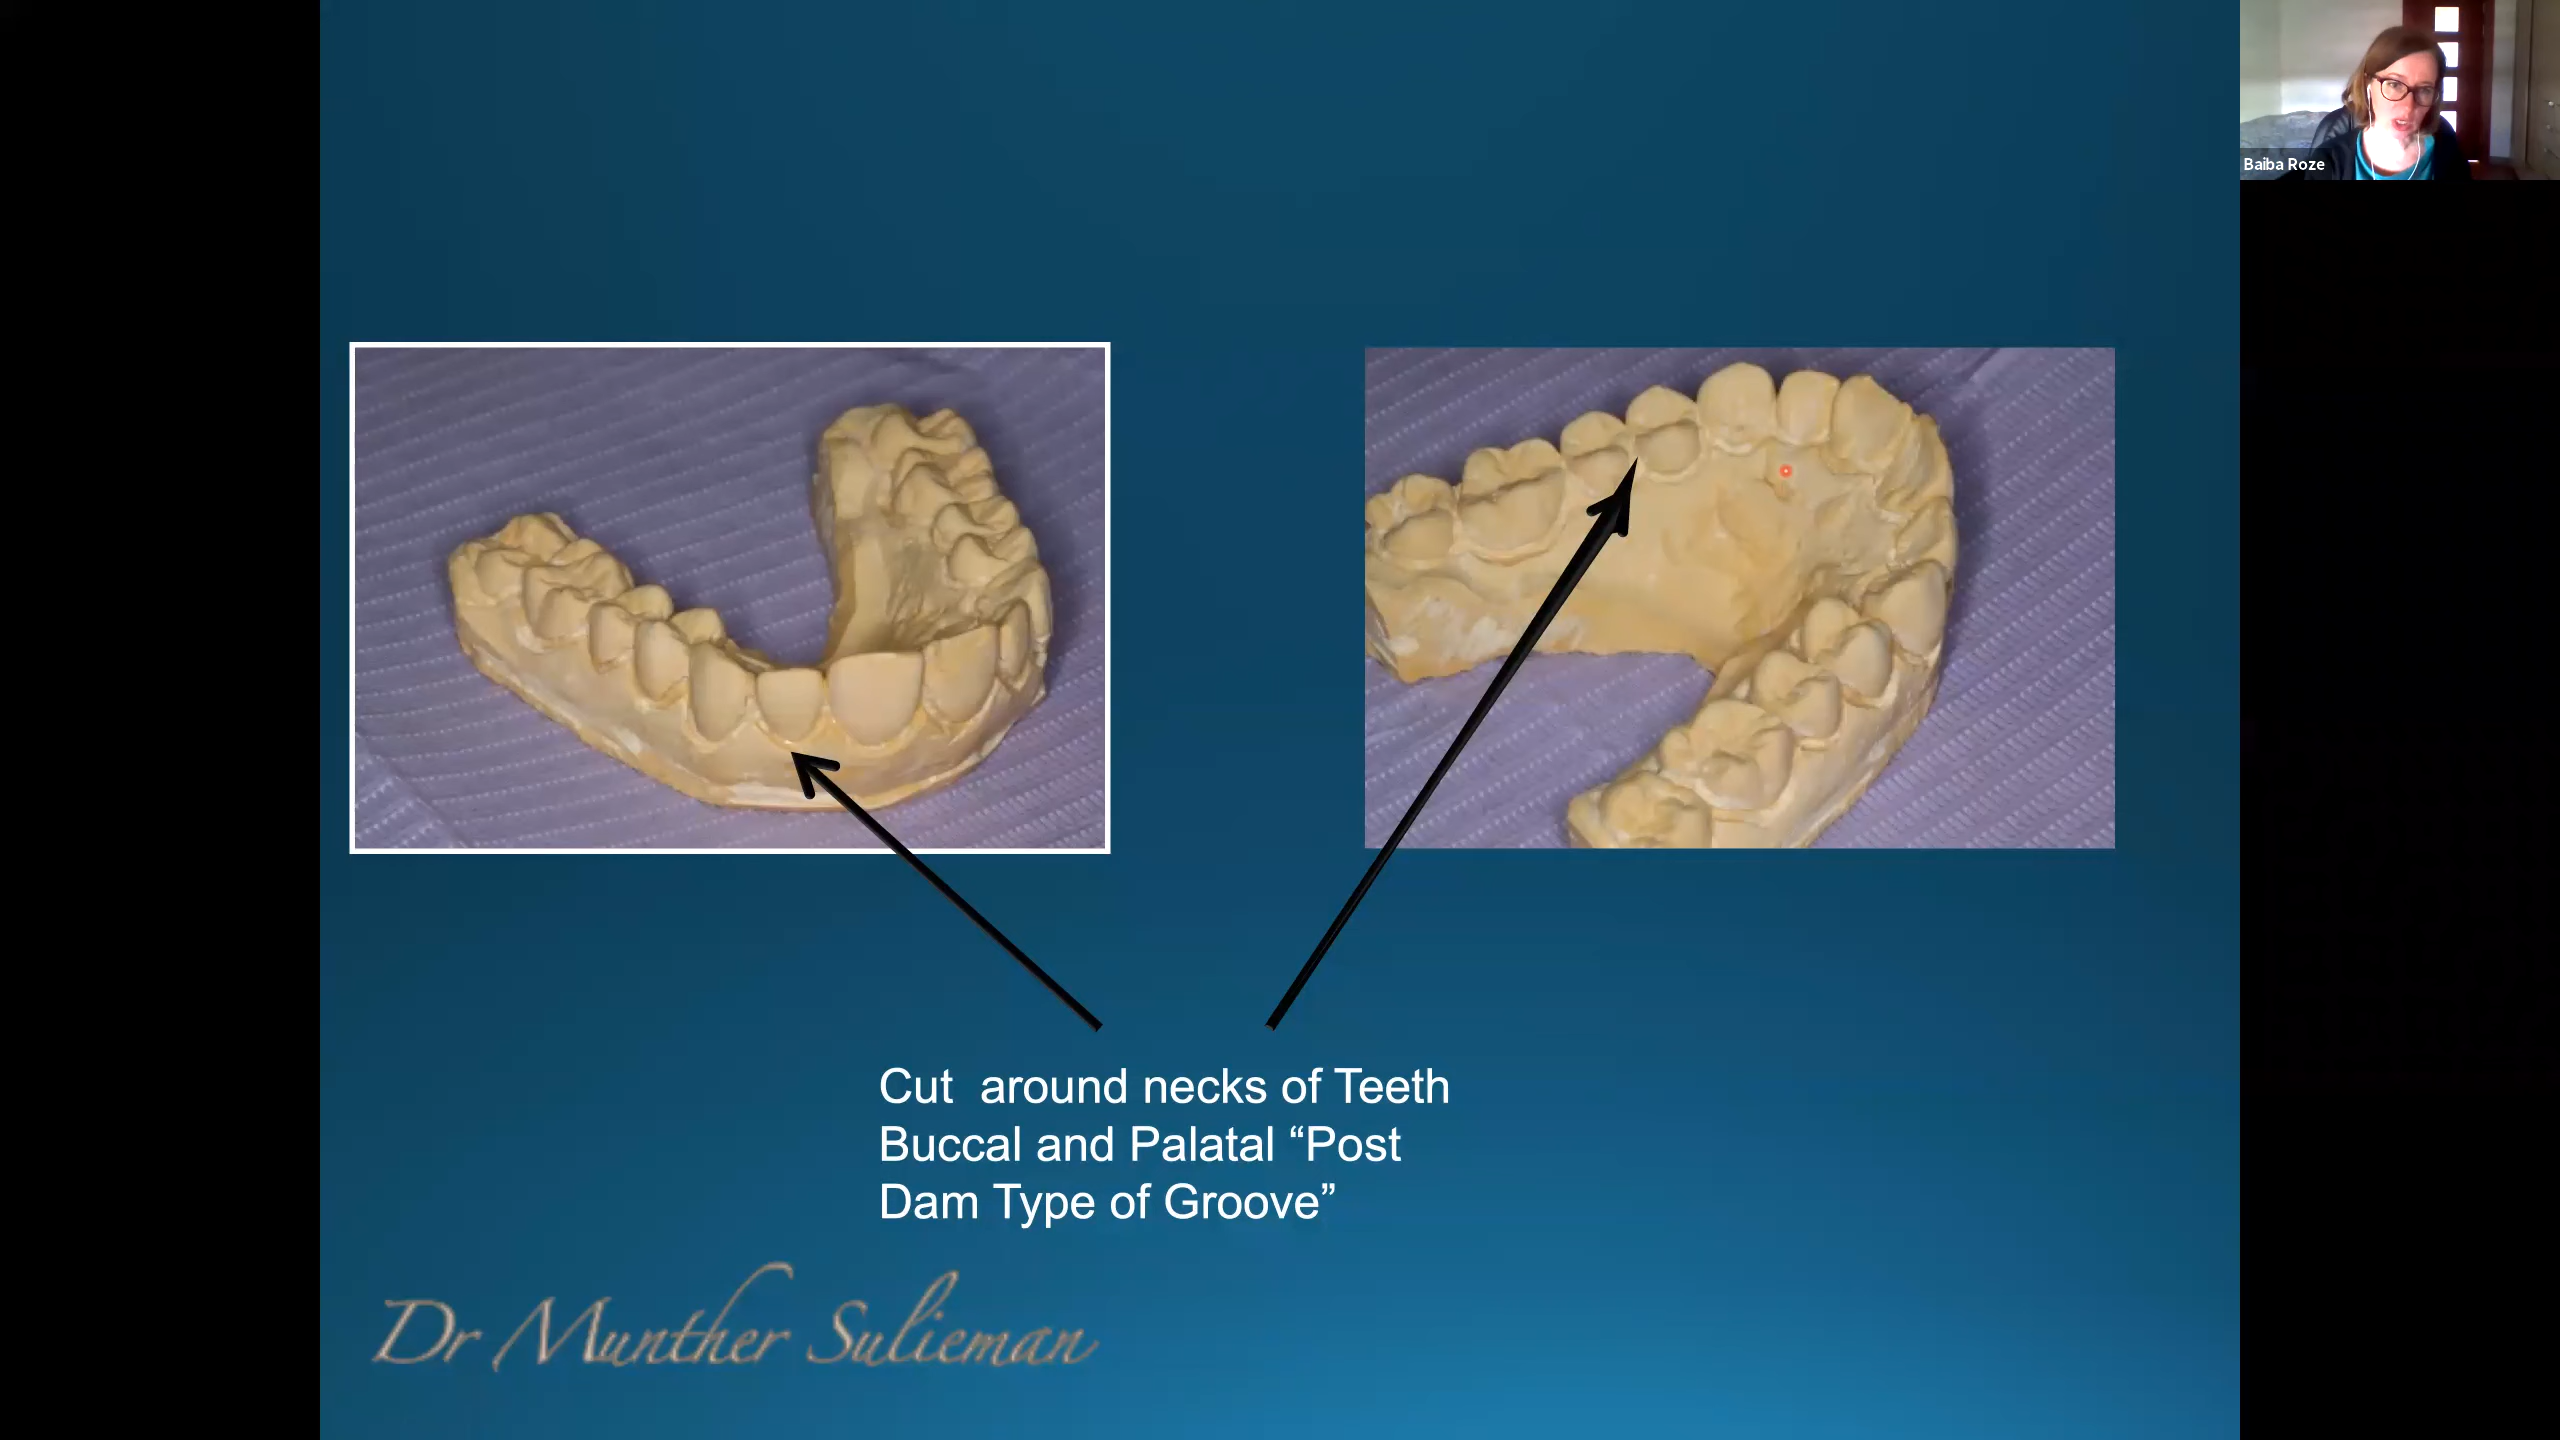 Baiba Roze
Cut  around necks of Teeth
Buccal and Palatal “Post
Dam Type of Groove”
Dr Munther Sulieman